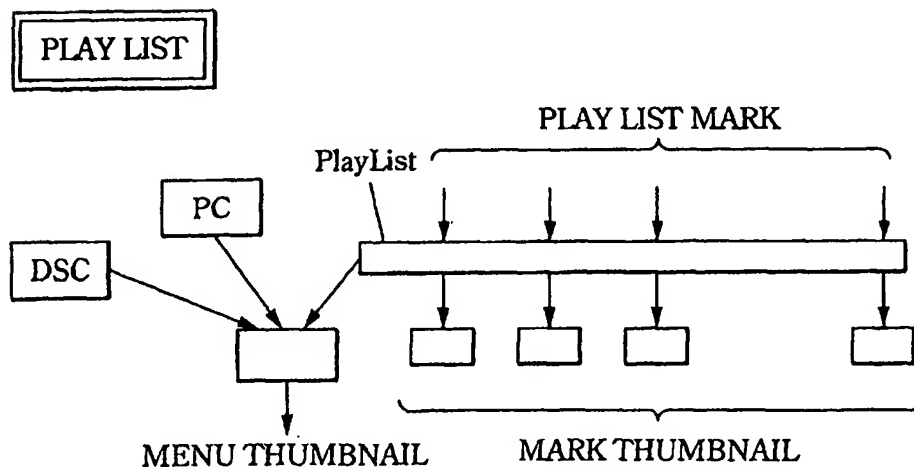 PLAY LIST
PLAY LIST MARK
PlayList
PC
DSC
MENU THUMBNAIL
MARK THUMBNAIL